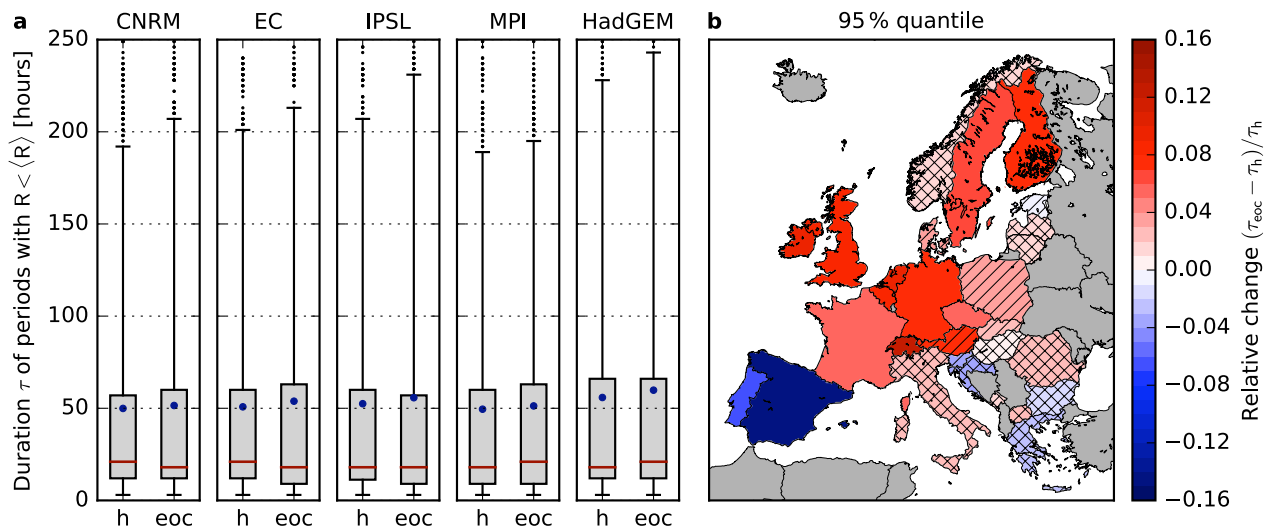 a
CNRM EC IPSL MPI HadGEM
Duration τ of periods with R < ⟨R⟩ [hours]
250
200
150
100
50
0
h eoc h eoc h eoc h eoc h eoc
b
95 % quantile
0.16
0.12
0.08
0.04
0.00
−0.04
−0.08
−0.12
−0.16
Relative change (τeoc − τh)/τh